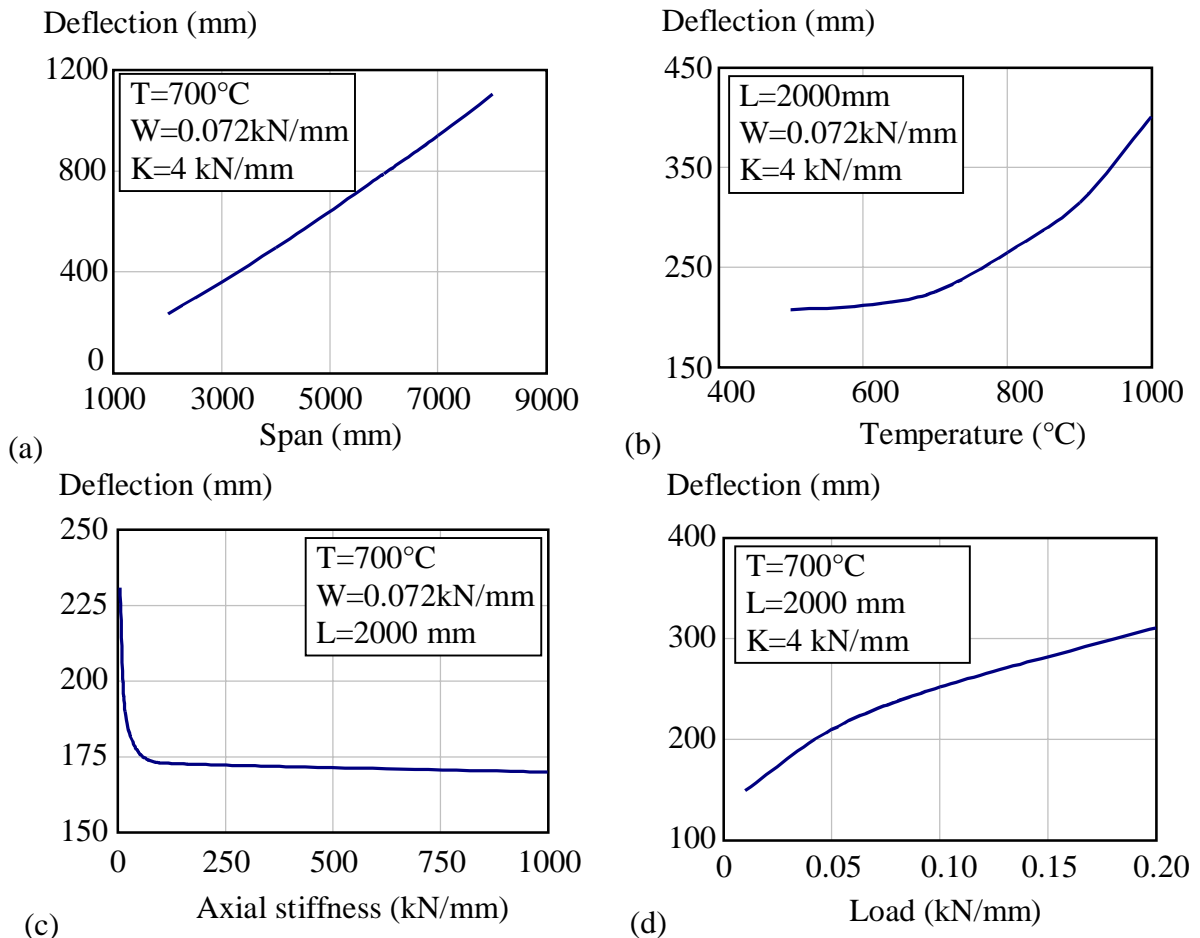 Deflection (mm)
1200
800
400
0
T=700°C
W=0.072kN/mm
K=4 kN/mm
1000 3000 5000 7000 9000
Span (mm)
(a)
Deflection (mm)
450
350
250
150
L=2000mm
W=0.072kN/mm
K=4 kN/mm
400 600 800 1000
Temperature (°C)
(b)
Deflection (mm)
250
225
200
175
150
T=700°C
W=0.072kN/mm
L=2000 mm
0 250 500 750 1000
Axial stiffness (kN/mm)
(c)
Deflection (mm)
400
300
200
100
T=700°C
L=2000 mm
K=4 kN/mm
0 0.05 0.10 0.15 0.20
Load (kN/mm)
(d)